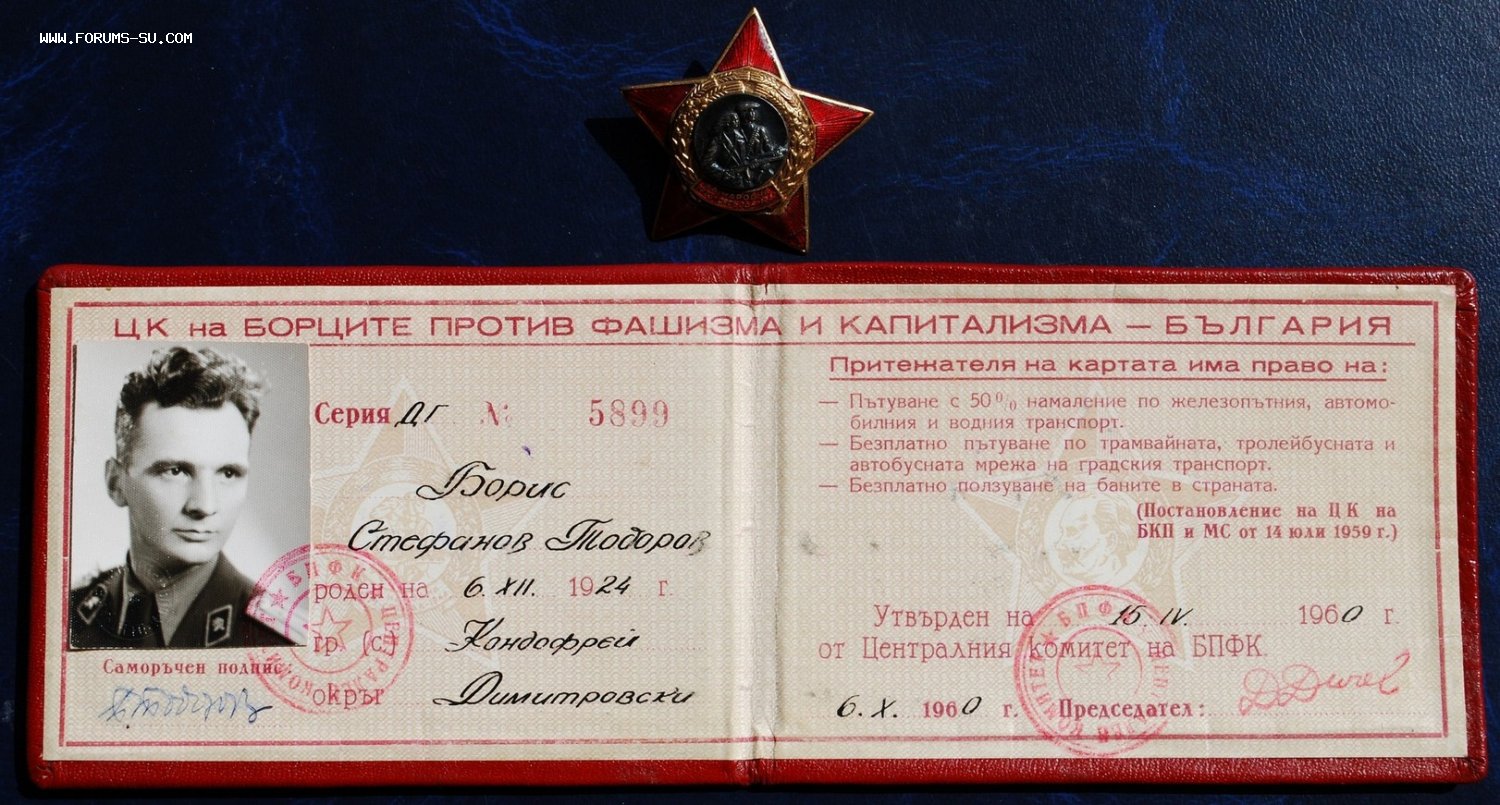 WWW.FORUMS-SU.COM
ЦК на БОРЦИТЕ ПРОТИВ ФАШИЗМА И КАПИТАЛИЗМА — БЪЛГАРИЯ
Серия ДГ № 5899
Борис
Стефанов Тодоров
роден на 6. XII. 1924 г.
гр. (с.) Кондофрей
окръг Димитровски
Саморъчен подпис
Притежателя на картата има право на:
— Пътуване с 50% намаление по железопътния, автомо-
билния и водния транспорт.
— Безплатно пътуване по трамвайната, тролейбусната и
автобусната мрежа на градския транспорт.
— Безплатно ползуване на баните в страната.
(Постановление на ЦК на
БКП и МС от 14 юли 1959 г.)
Утвърден на 15. IV. 1960 г.
от Централния комитет на БПФК.
6. X. 1960 г. Председател: